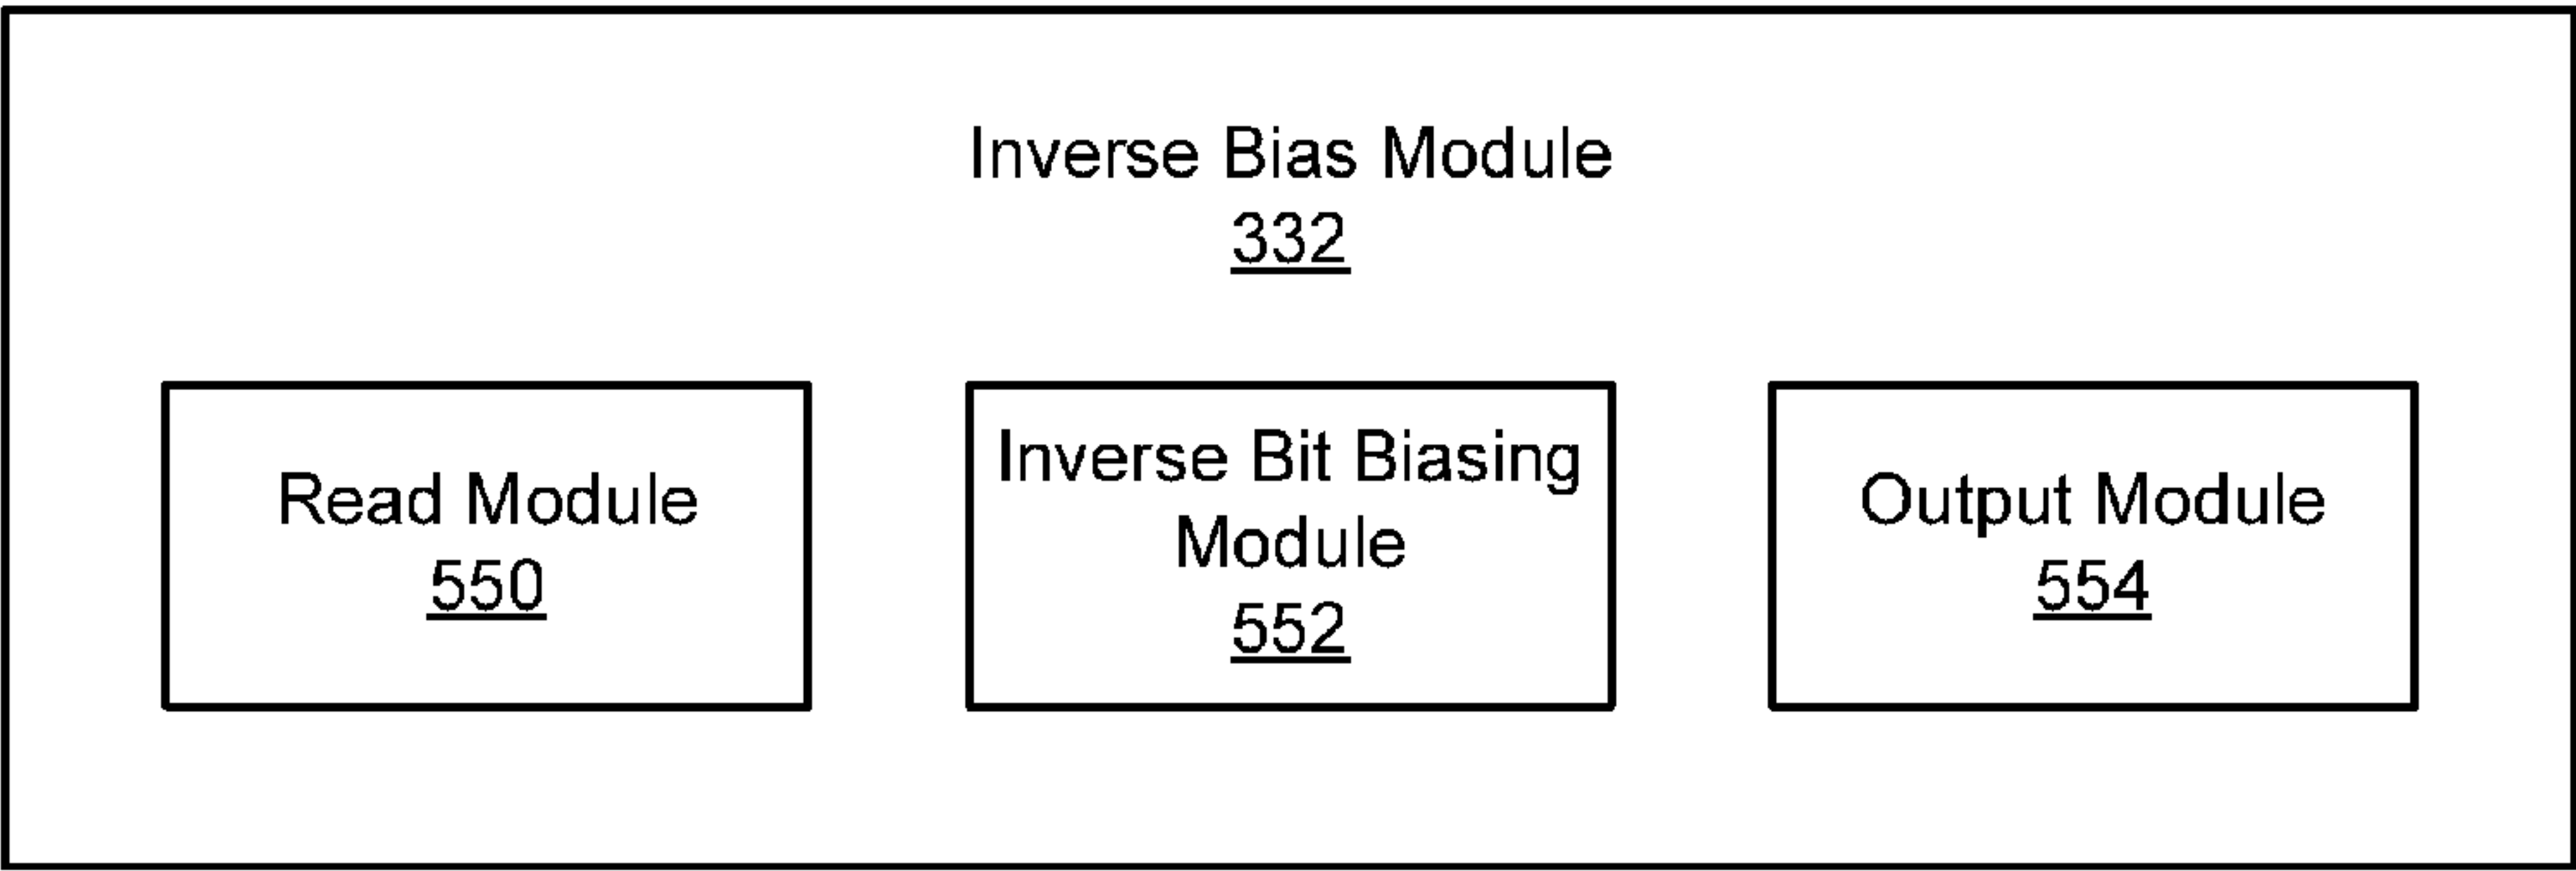 Inverse Bias Module
332
Read Module
550
Inverse Bit Biasing
Module
552
Output Module
554